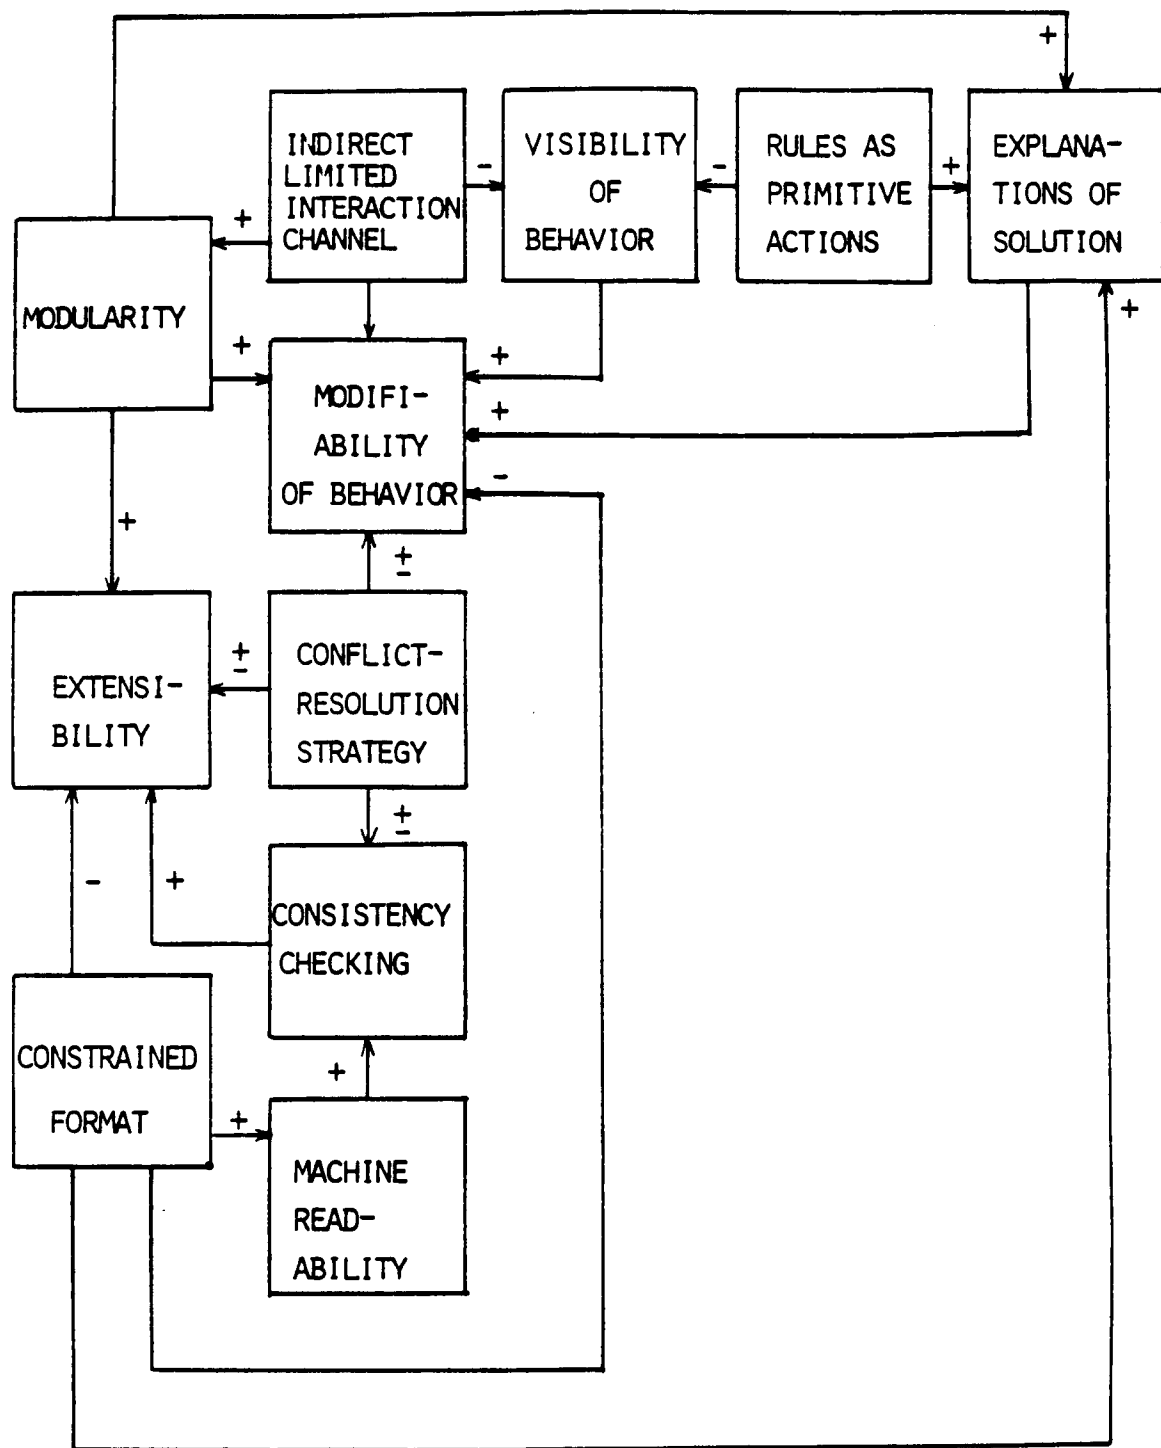 +
INDIRECT
LIMITED
INTERACTION
CHANNEL
-
VISIBILITY
OF
BEHAVIOR
-
RULES AS
PRIMITIVE
ACTIONS
+
EXPLANA-
TIONS OF
SOLUTION
+
MODULARITY
+
+
+
+
-
+
MODIFI-
ABILITY
OF BEHAVIOR
+
±
EXTENSI-
BILITY
±
CONFLICT-
RESOLUTION
STRATEGY
±
-
+
CONSISTENCY
CHECKING
CONSTRAINED
FORMAT
+
+
MACHINE
READ-
ABILITY